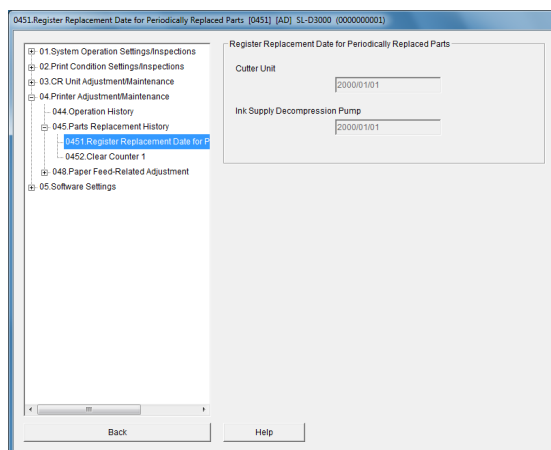 0451.Register Replacement Date for Periodically Replaced Parts [0451] [AD] SL-D3000 (0000000001)
01.System Operation Settings/Inspections
02.Print Condition Settings/Inspections
03.CR Unit Adjustment/Maintenance
04.Printer Adjustment/Maintenance
044.Operation History
045.Parts Replacement History
0451.Register Replacement Date for P
0452.Clear Counter 1
048.Paper Feed-Related Adjustment
05.Software Settings
Back
Register Replacement Date for Periodically Replaced Parts
Cutter Unit
2000/01/01
Ink Supply Decompression Pump
2000/01/01
Help